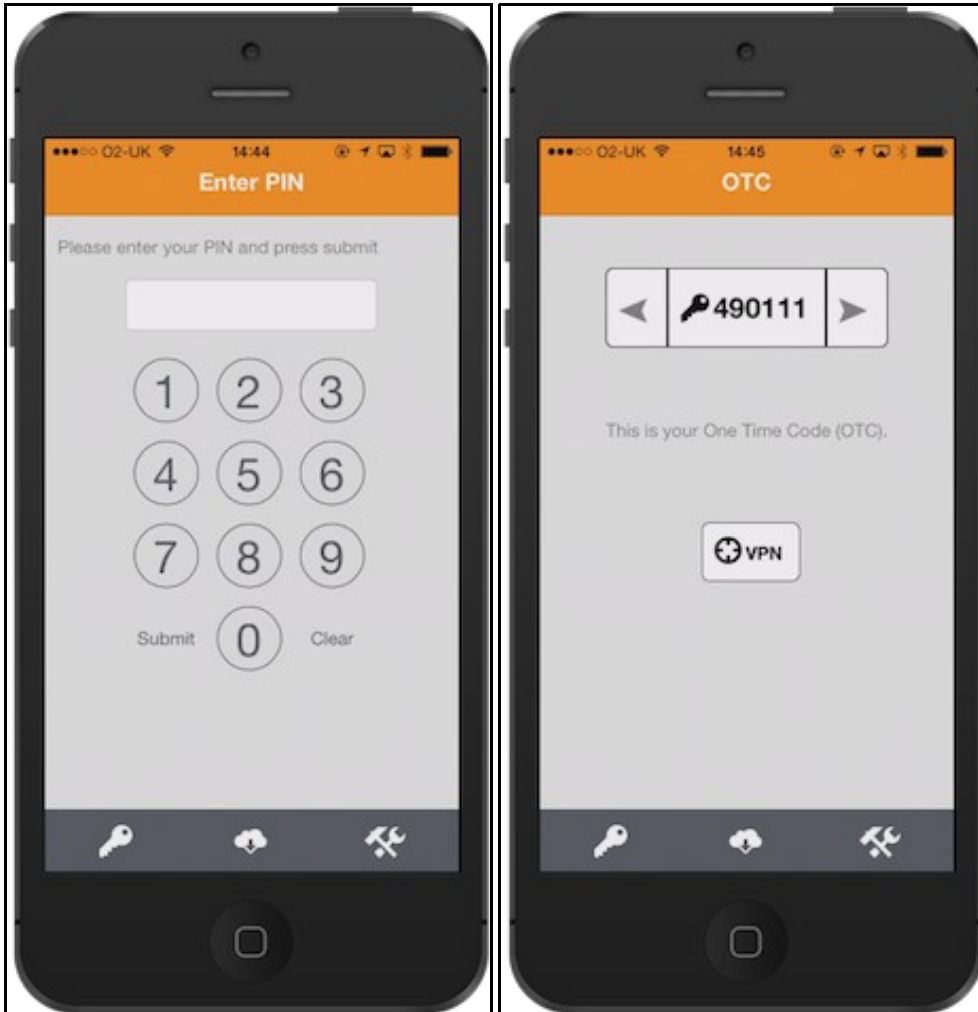 O2-UK 14:44
Enter PIN
Please enter your PIN and press submit
1 2 3
4 5 6
7 8 9
Submit 0 Clear
O2-UK 14:45
OTC
490111
This is your One Time Code (OTC).
VPN